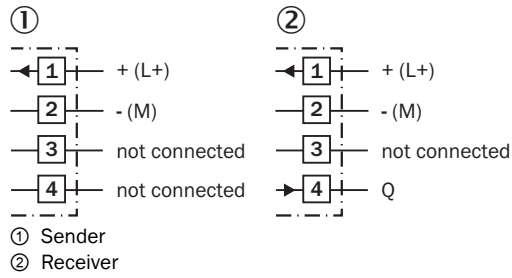 ① ②
1 + (L+) 1 + (L+)
2 - (M) 2 - (M)
3 not connected 3 not connected
4 not connected 4 Q
① Sender
② Receiver